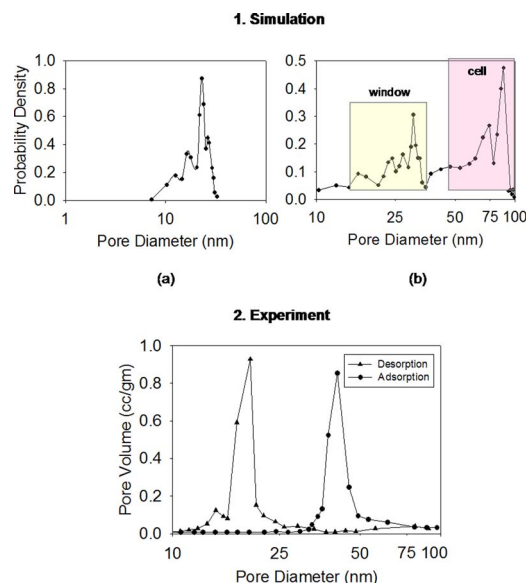 1. Simulation
Probability Density
1.0
0.8
0.6
0.4
0.2
0.0
1
10
100
Pore Diameter (nm)
(a)
0.5
0.4
0.3
0.2
0.1
0.0
window
cell
10
25
50
75
100
Pore Diameter (nm)
(b)
2. Experiment
Pore Volume (cc/gm)
1.0
0.8
0.6
0.4
0.2
0.0
Desorption
Adsorption
10
25
50
75
100
Pore Diameter (nm)